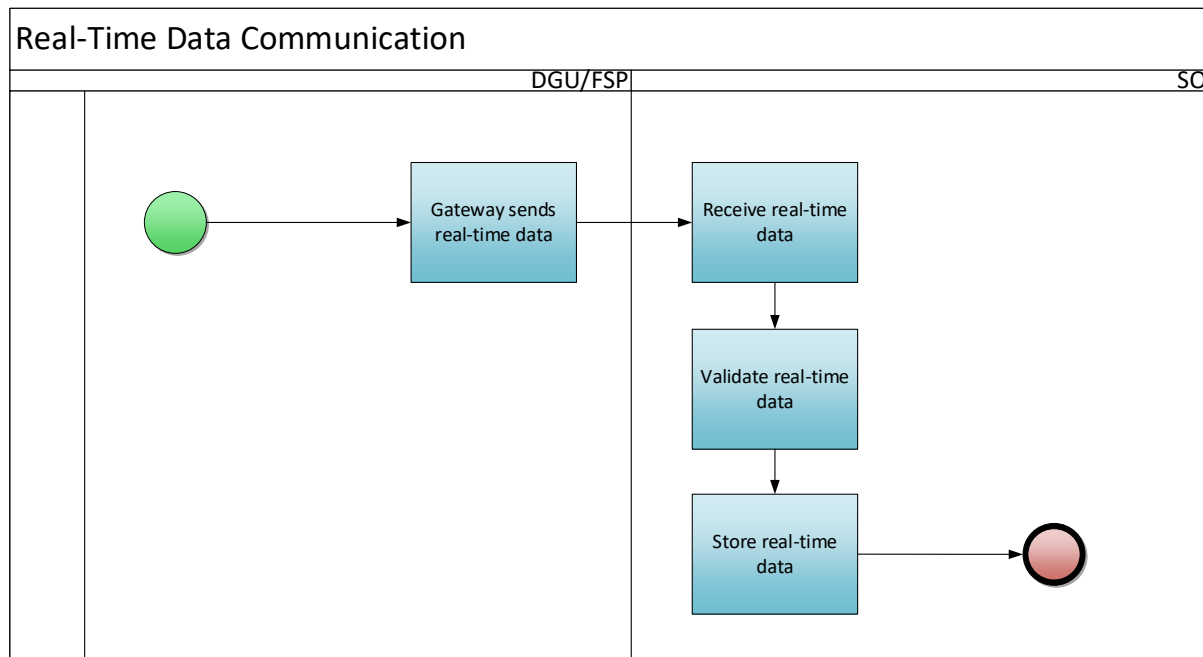 Real-Time Data Communication
DGU/FSP
SO
Gateway sends
real-time data
Receive real-time
data
Validate real-time
data
Store real-time
data